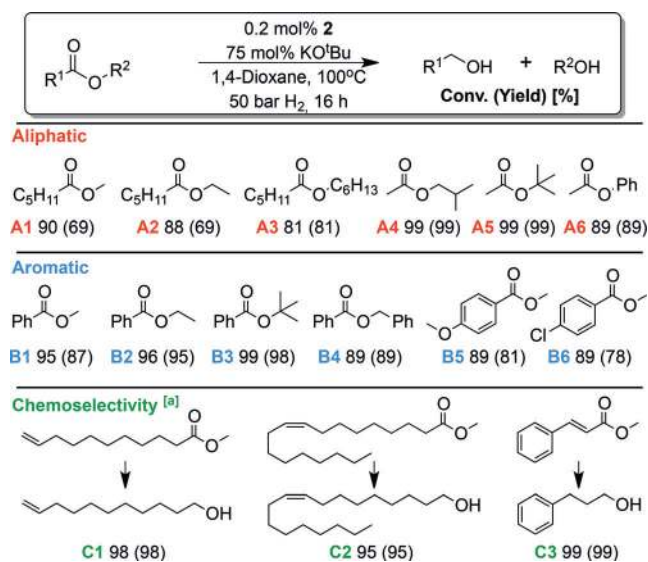 O
R¹ O R²
0.2 mol% 2
75 mol% KOᵗBu
1,4-Dioxane, 100ºC
50 bar H₂, 16 h
R¹ OH + R²OH
Conv. (Yield) [%]
Aliphatic
O O O O O O
C₅H₁₁ O C₅H₁₁ O C₅H₁₁ O C₆H₁₃ O O O Ph
A1 90 (69) A2 88 (69) A3 81 (81) A4 99 (99) A5 99 (99) A6 89 (89)
Aromatic
O O O O O O
Ph O Ph O Ph O Ph O Ph O O Cl O
B1 95 (87) B2 96 (95) B3 99 (98) B4 89 (89) B5 89 (81) B6 89 (78)
Chemoselectivity [a]
O O O
O O O
OH OH OH
C1 98 (98) C2 95 (95) C3 99 (99)